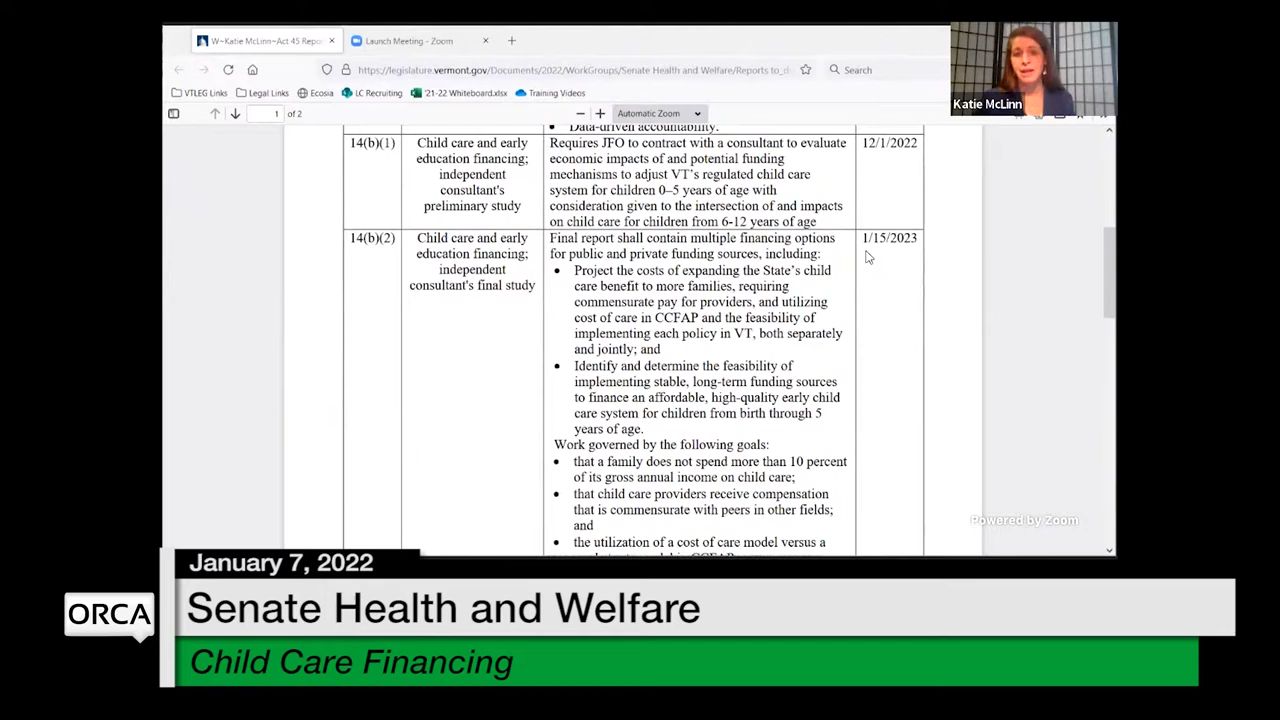 W~Katie McLinn~Act 45 Repo
Launch Meeting - Zoom
https://legislature.vermont.gov/Documents/2022/WorkGroups/Senate Health and Welfare/Reports to_d
Search
VTLEG Links
Legal Links
Ecosia
LC Recruiting
'21-22 Whiteboard.xlsx
Training Videos
1 of 2
Automatic Zoom
Katie McLinn
• Data-driven accountability.
14(b)(1)
Child care and early
education financing;
independent
consultant's
preliminary study
Requires JFO to contract with a consultant to evaluate
economic impacts of and potential funding
mechanisms to adjust VT's regulated child care
system for children 0–5 years of age with
consideration given to the intersection of and impacts
on child care for children from 6-12 years of age
12/1/2022
14(b)(2)
Child care and early
education financing;
independent
consultant's final study
Final report shall contain multiple financing options
for public and private funding sources, including:
• Project the costs of expanding the State's child
care benefit to more families, requiring
commensurate pay for providers, and utilizing
cost of care in CCFAP and the feasibility of
implementing each policy in VT, both separately
and jointly; and
• Identify and determine the feasibility of
implementing stable, long-term funding sources
to finance an affordable, high-quality early child
care system for children from birth through 5
years of age.
Work governed by the following goals:
• that a family does not spend more than 10 percent
of its gross annual income on child care;
• that child care providers receive compensation
that is commensurate with peers in other fields;
and
• the utilization of a cost of care model versus a
1/15/2023
Powered by Zoom
January 7, 2022
ORCA
Senate Health and Welfare
Child Care Financing